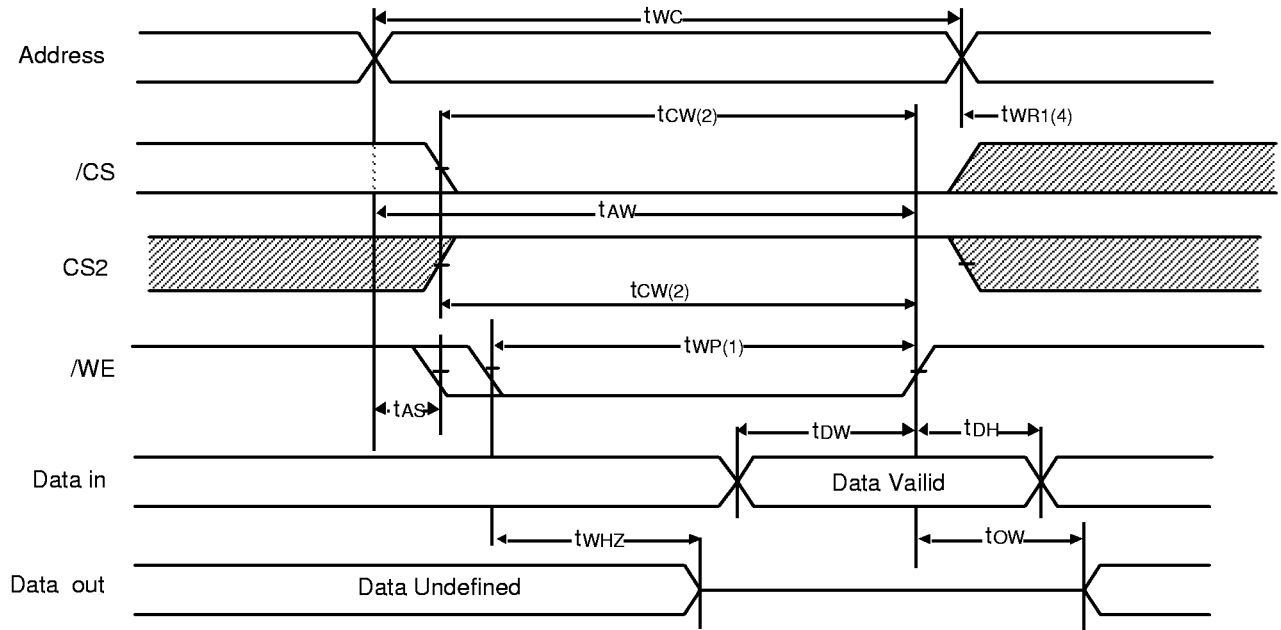 tWC
Address
tCW(2)
tWR1(4)
/CS
tAW
CS2
tCW(2)
tWP(1)
/WE
tAS
tDW
tDH
Data in
Data Vailid
tWHZ
tOW
Data out
Data Undefined